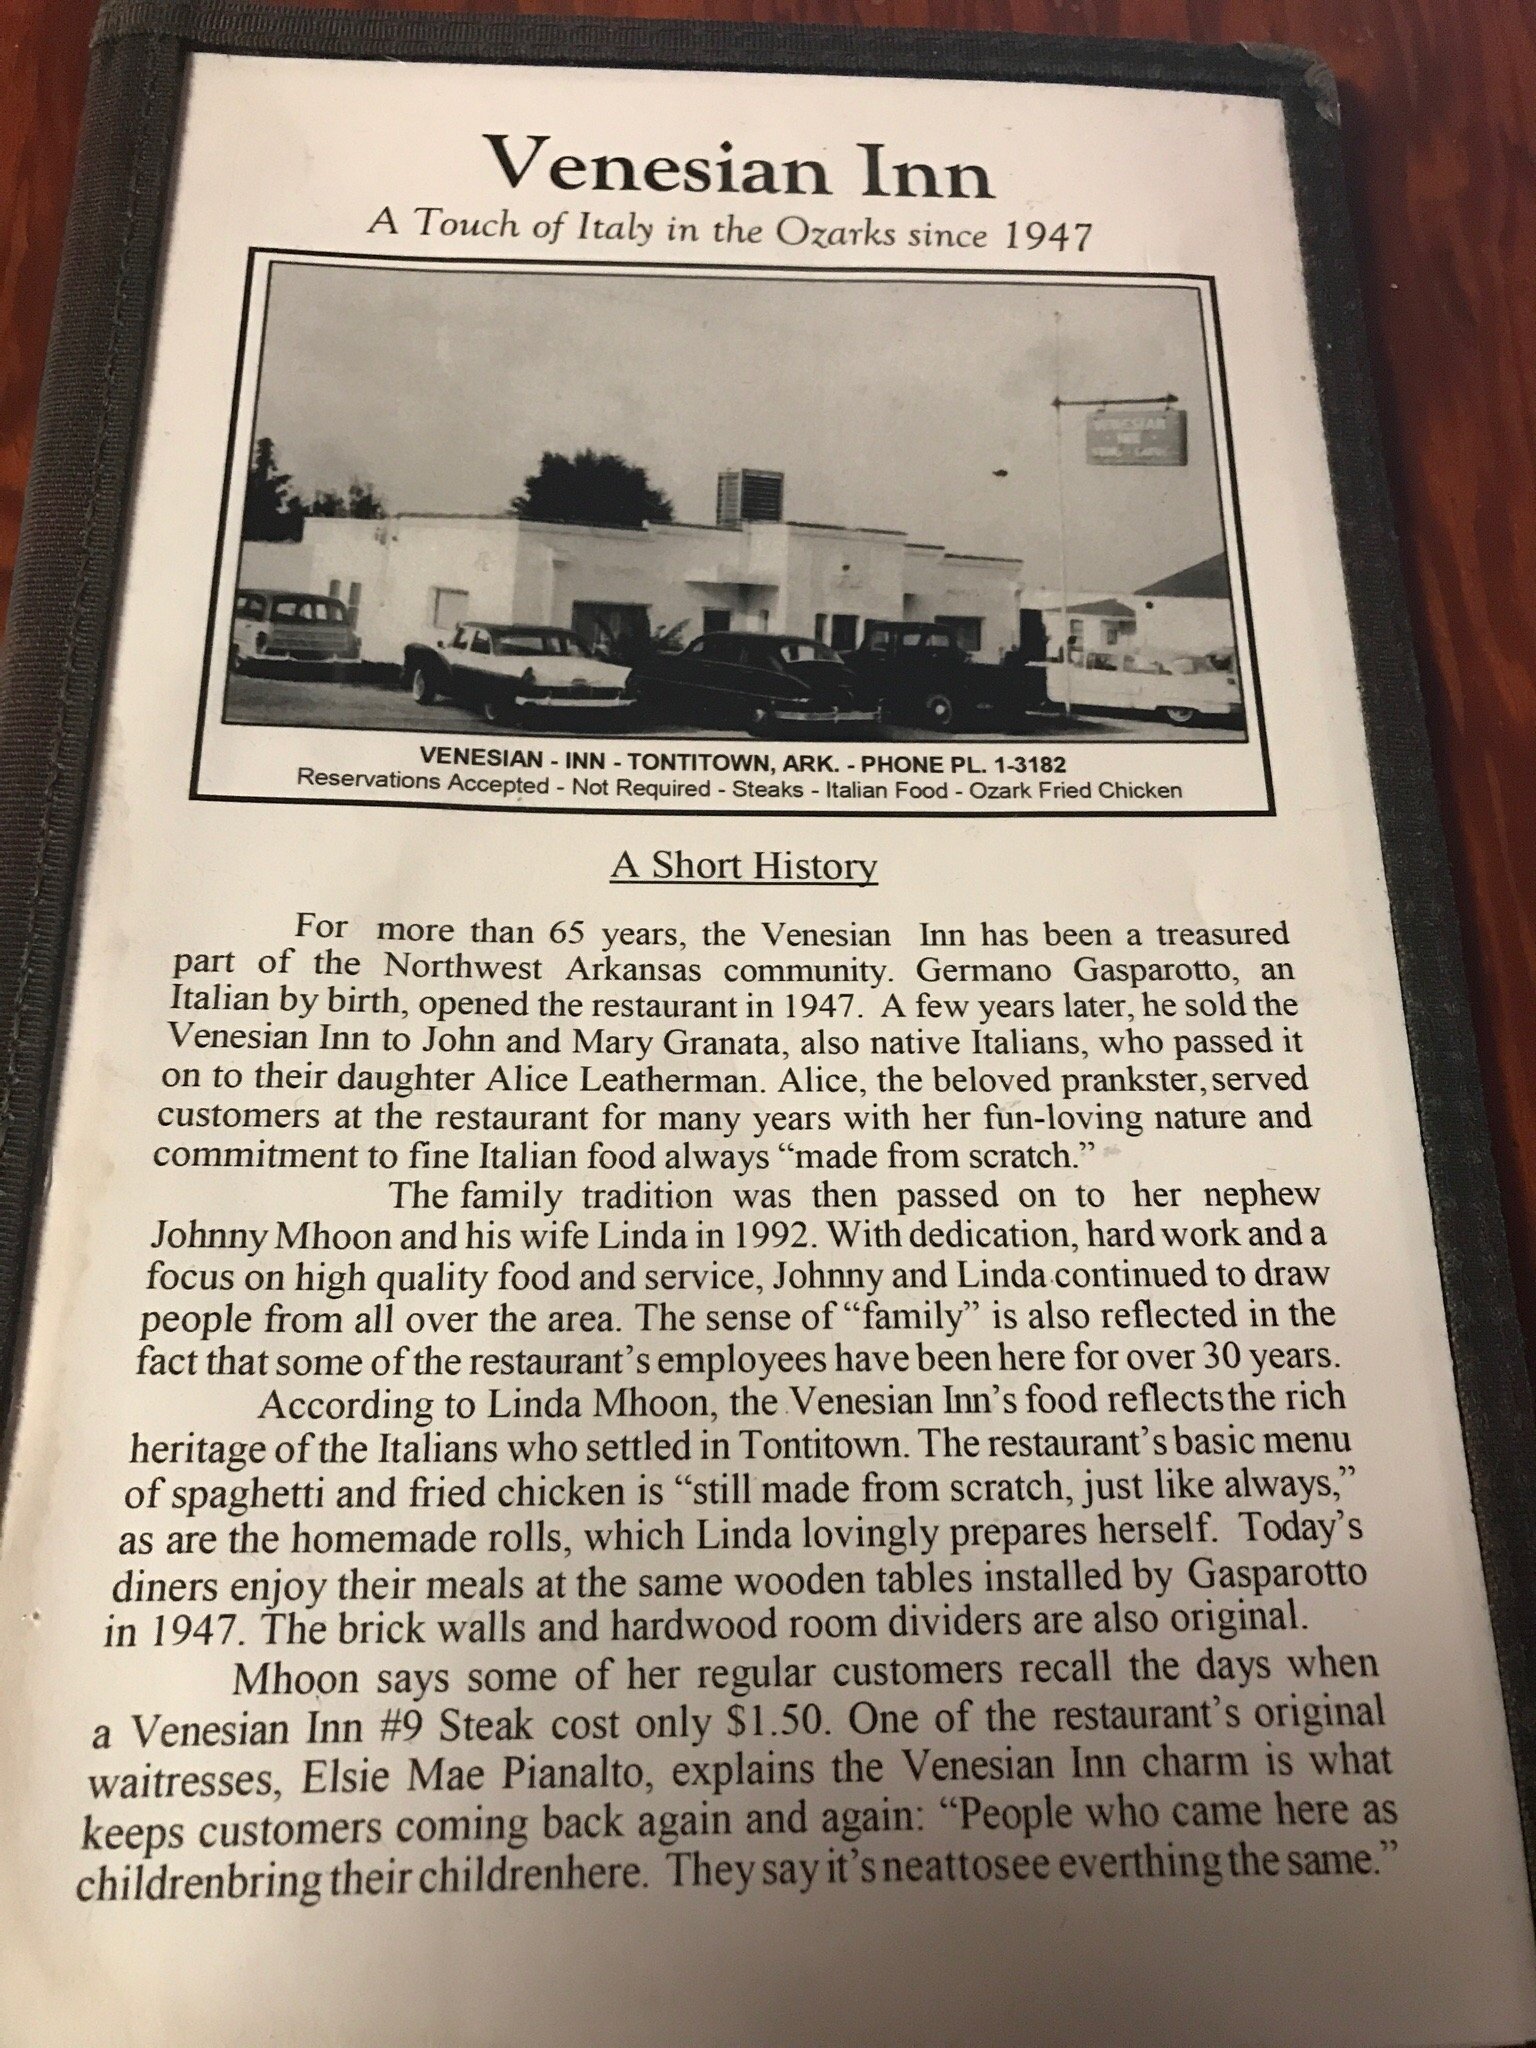 Venesian Inn
A Touch of Italy in the Ozarks since 1947
VENESIAN
INN
VENESIAN - INN - TONTITOWN, ARK. - PHONE PL. 1-3182
Reservations Accepted - Not Required - Steaks - Italian Food - Ozark Fried Chicken
A Short History
For more than 65 years, the Venesian Inn has been a treasured
part of the Northwest Arkansas community. Germano Gasparotto, an
Italian by birth, opened the restaurant in 1947. A few years later, he sold the
Venesian Inn to John and Mary Granata, also native Italians, who passed it
on to their daughter Alice Leatherman. Alice, the beloved prankster, served
customers at the restaurant for many years with her fun-loving nature and
commitment to fine Italian food always “made from scratch.”
The family tradition was then passed on to her nephew
Johnny Mhoon and his wife Linda in 1992. With dedication, hard work and a
focus on high quality food and service, Johnny and Linda continued to draw
people from all over the area. The sense of “family” is also reflected in the
fact that some of the restaurant’s employees have been here for over 30 years.
According to Linda Mhoon, the Venesian Inn’s food reflects the rich
heritage of the Italians who settled in Tontitown. The restaurant’s basic menu
of spaghetti and fried chicken is “still made from scratch, just like always,”
as are the homemade rolls, which Linda lovingly prepares herself. Today’s
diners enjoy their meals at the same wooden tables installed by Gasparotto
in 1947. The brick walls and hardwood room dividers are also original.
Mhoon says some of her regular customers recall the days when
a Venesian Inn #9 Steak cost only $1.50. One of the restaurant’s original
waitresses, Elsie Mae Pianalto, explains the Venesian Inn charm is what
keeps customers coming back again and again: “People who came here as
childrenbring their childrenhere. They say it’s neattosee everthing the same.”